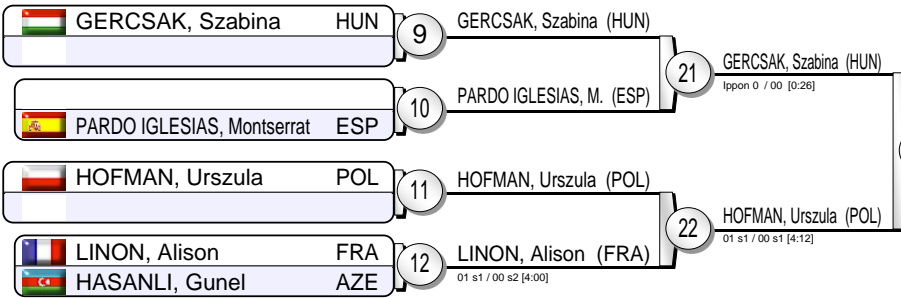 GERCSAK, Szabina HUN
9
GERCSAK, Szabina (HUN)
PARDO IGLESIAS, Montserrat ESP
10
PARDO IGLESIAS, M. (ESP)
21
GERCSAK, Szabina (HUN)
Ippon 0 / 00 [0:26]
HOFMAN, Urszula POL
11
HOFMAN, Urszula (POL)
LINON, Alison FRA
HASANLI, Gunel AZE
12
LINON, Alison (FRA)
01 s1 / 00 s2 [4:00]
22
HOFMAN, Urszula (POL)
01 s1 / 00 s1 [4:12]